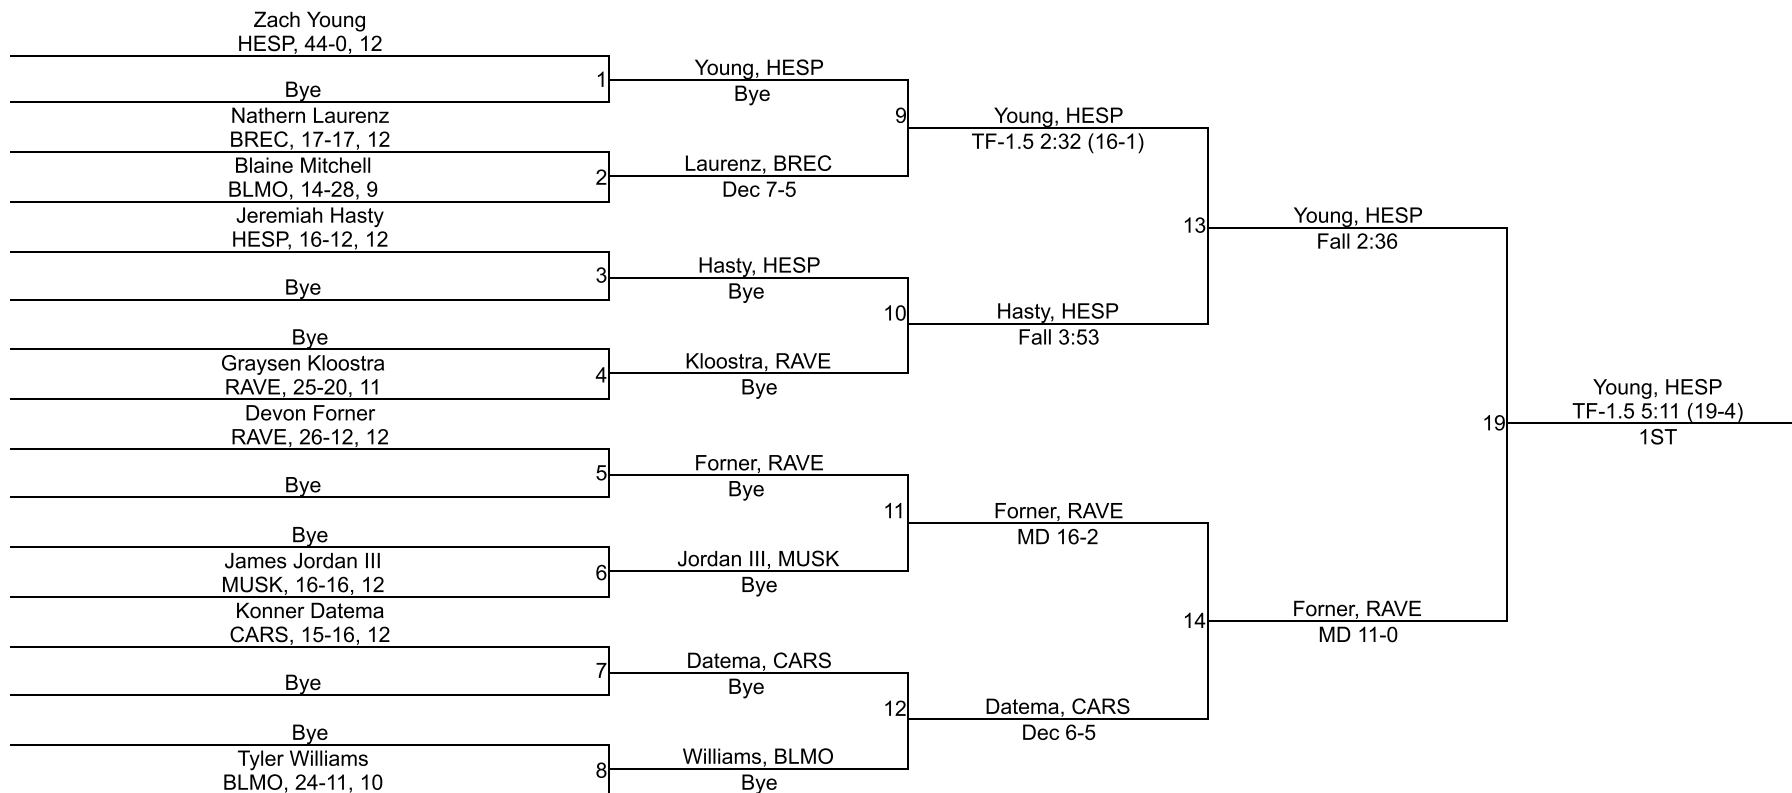 Zach Young
HESP, 44-0, 12
1
Bye
Nathern Laurenz
BREC, 17-17, 12
Blaine Mitchell
BLMO, 14-28, 9
2
Jeremiah Hasty
HESP, 16-12, 12
3
Bye
Bye
Graysen Kloostra
RAVE, 25-20, 11
4
Devon Forner
RAVE, 26-12, 12
5
Bye
Bye
James Jordan III
MUSK, 16-16, 12
6
Konner Datema
CARS, 15-16, 12
7
Bye
Bye
Tyler Williams
BLMO, 24-11, 10
8
Young, HESP
Bye
9
Laurenz, BREC
Dec 7-5
Hasty, HESP
Bye
10
Kloostra, RAVE
Bye
Forner, RAVE
Bye
11
Jordan III, MUSK
Bye
Datema, CARS
Bye
12
Williams, BLMO
Bye
Young, HESP
TF-1.5 2:32 (16-1)
13
Hasty, HESP
Fall 3:53
Forner, RAVE
MD 16-2
14
Datema, CARS
Dec 6-5
Young, HESP
Fall 2:36
19
Forner, RAVE
MD 11-0
Young, HESP
TF-1.5 5:11 (19-4)
1ST